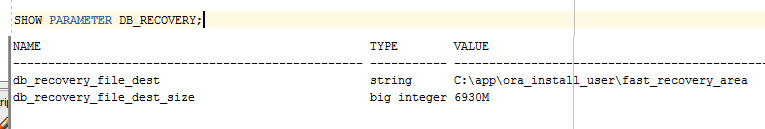 SHOW PARAMETER DB_RECOVERY;
NAME TYPE VALUE
-------------------------------------------------- ----------- --------------------------------------------
db_recovery_file_dest string C:\app\ora_install_user\fast_recovery_area
db_recovery_file_dest_size big integer 6930M